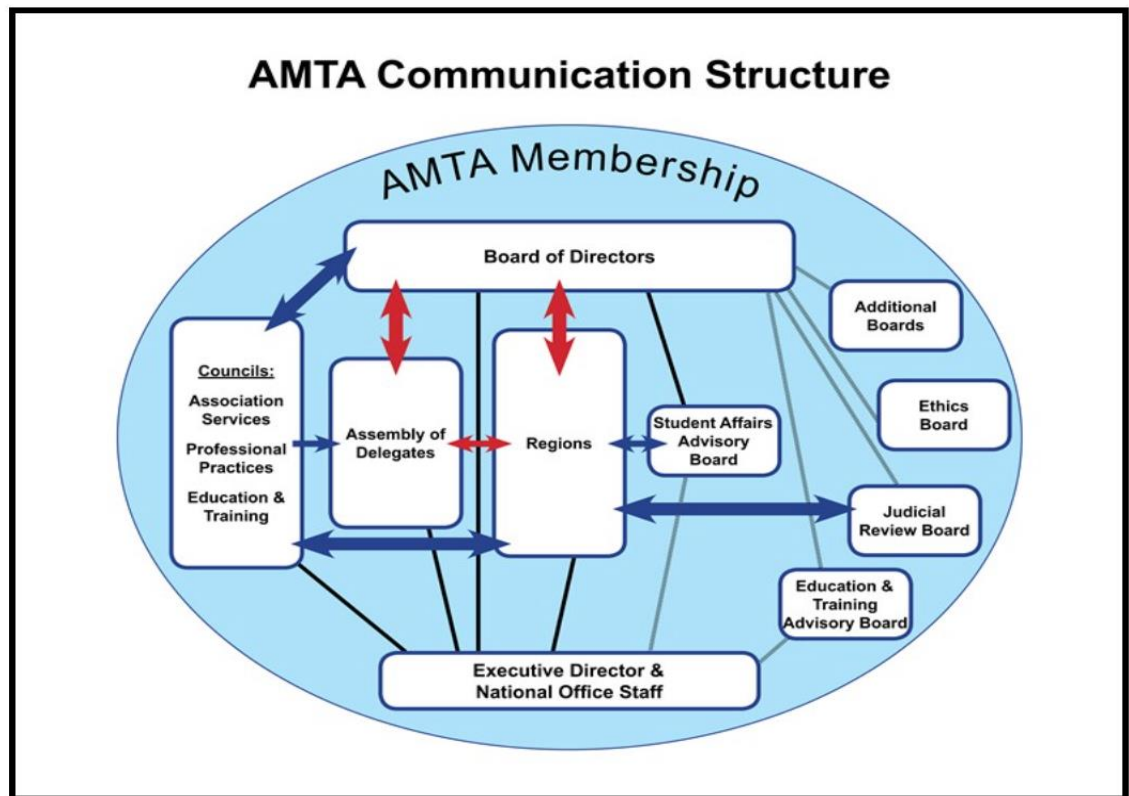 AMTA Communication Structure
AMTA Membership
Board of Directors
Additional
Boards
Councils:
Association
Services
Professional
Practices
Education &
Training
Assembly of
Delegates
Regions
Student Affairs
Advisory
Board
Ethics
Board
Judicial
Review Board
Education &
Training
Advisory Board
Executive Director &
National Office Staff